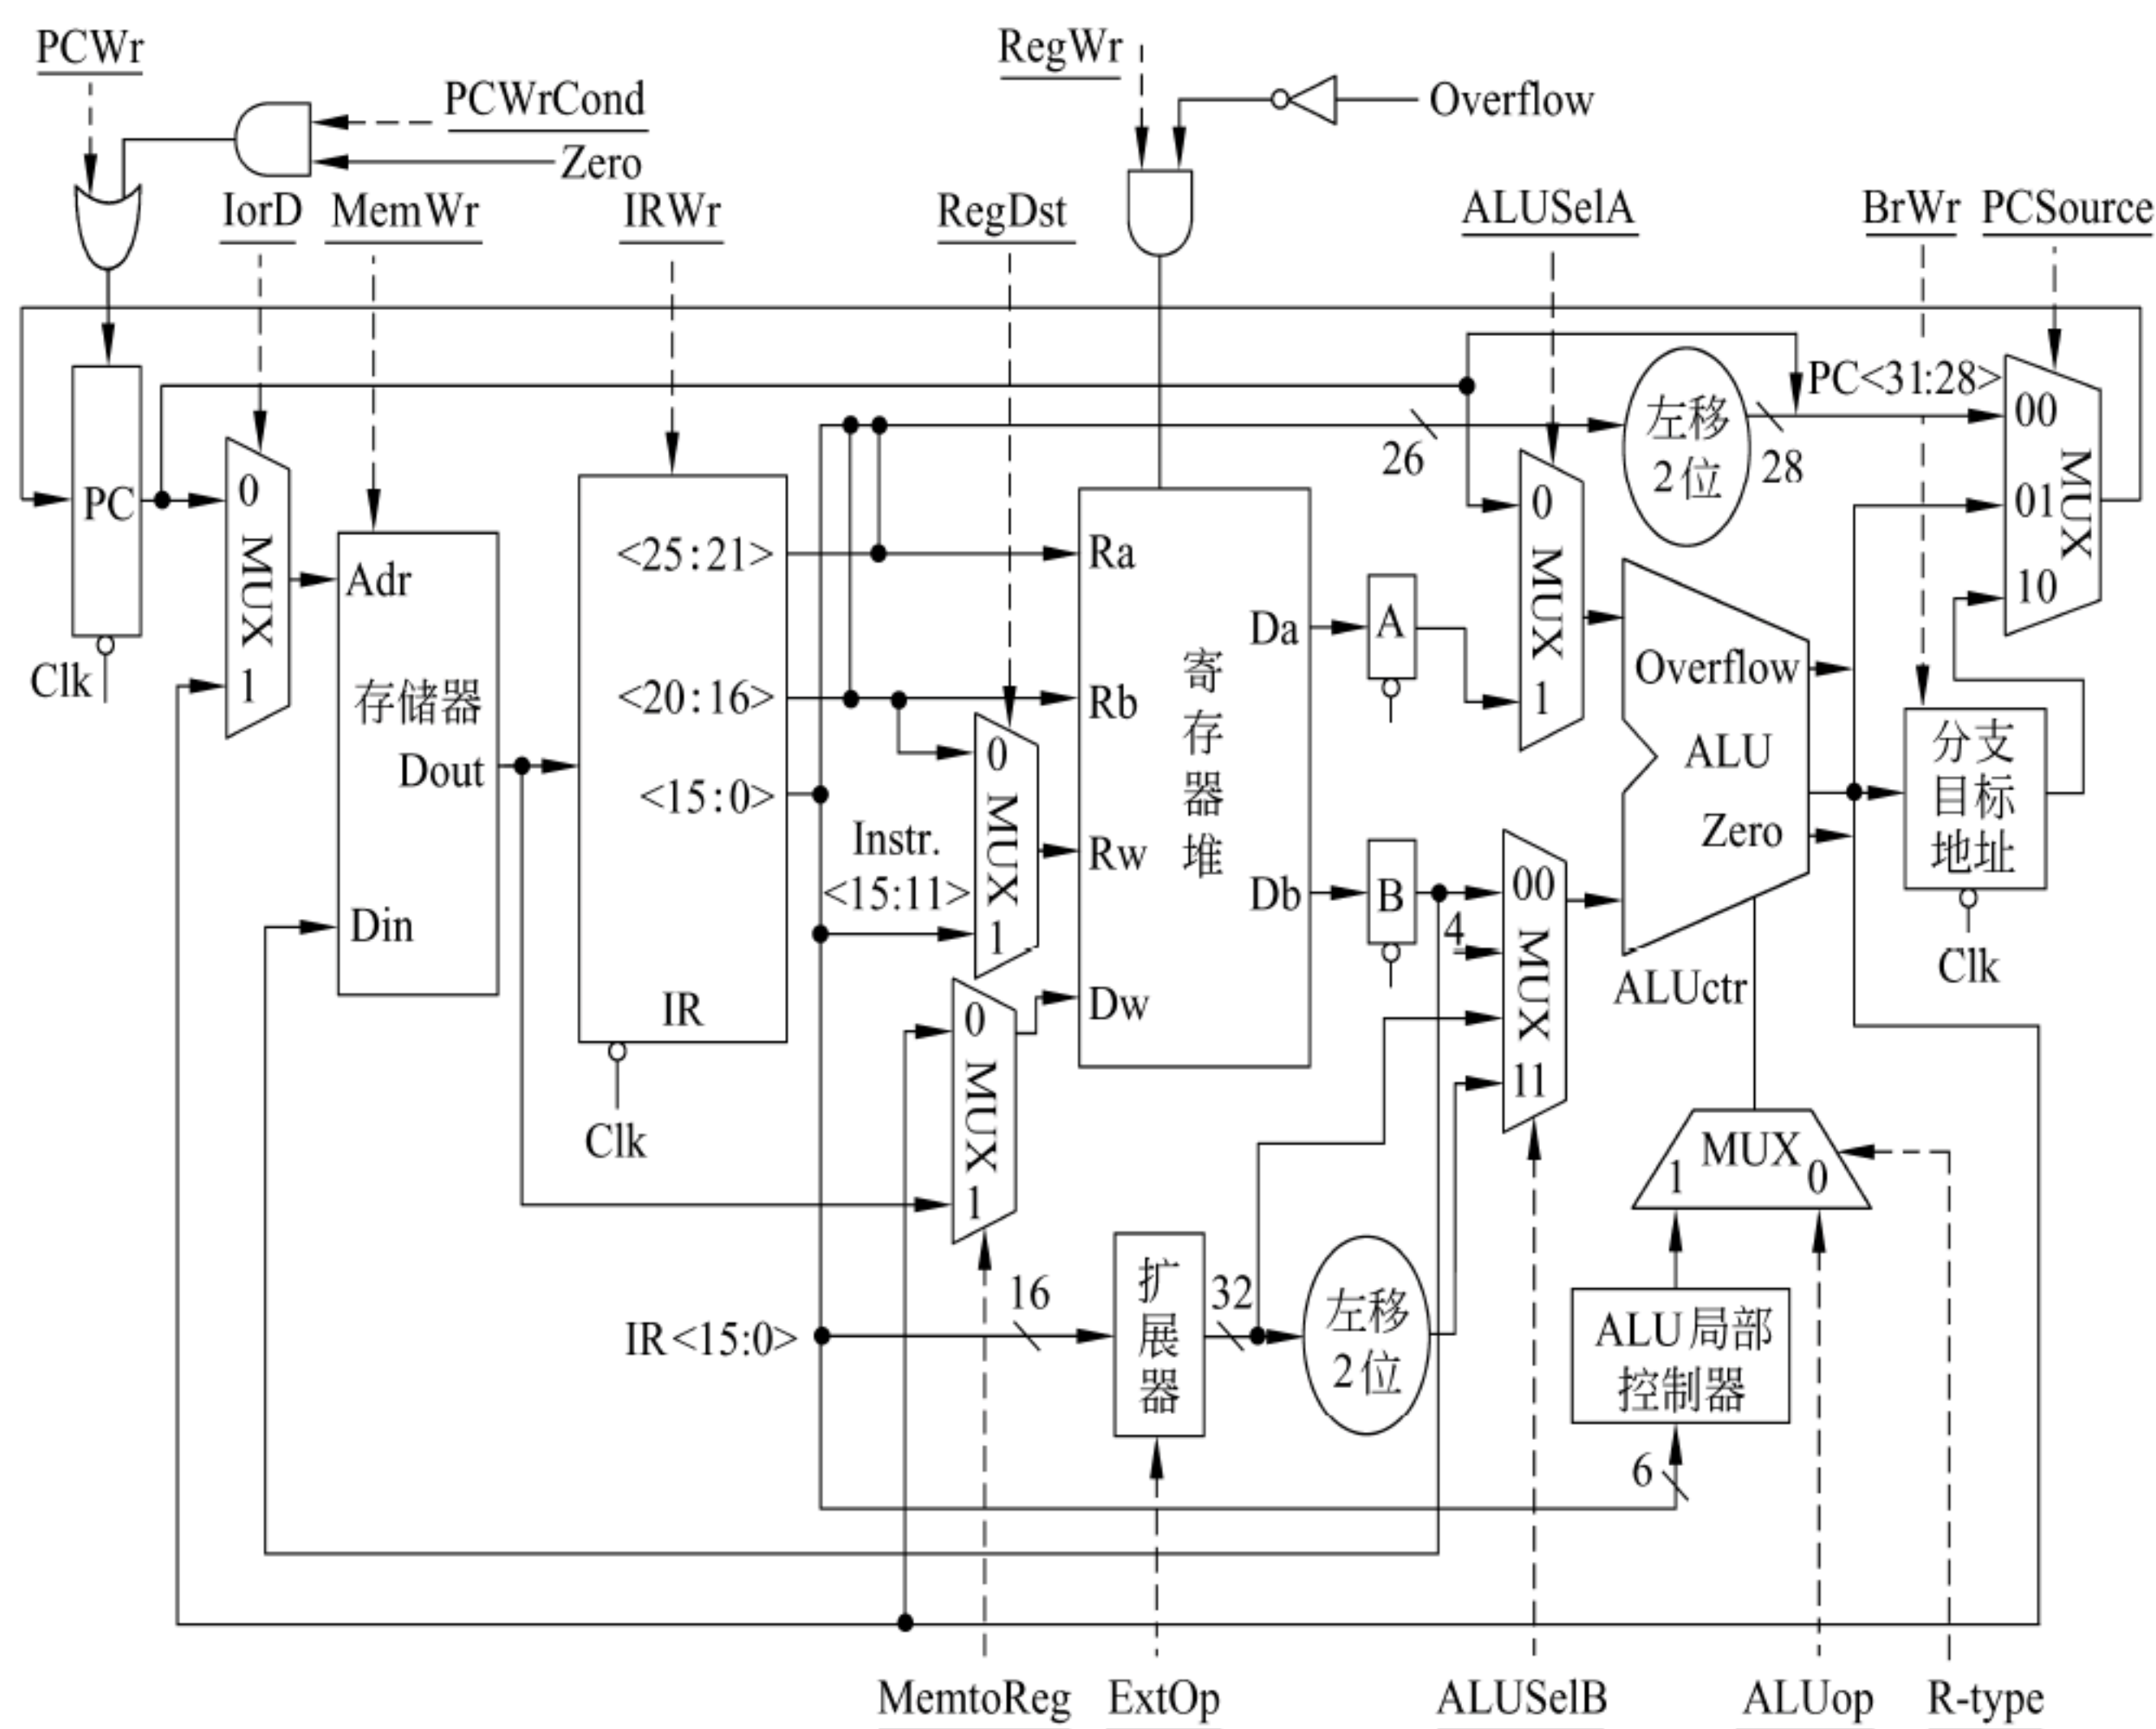 PCWr
RegWr
PCWrCond
Overflow
Zero
IorD
MemWr
IRWr
RegDst
ALUSelA
BrWr
PCSource
PC<31:28>
左移
2位
26
28
00
01
10
MUX
PC
Clk
0
MUX
1
Adr
存储器
Dout
Din
<25:21>
<20:16>
<15:0>
IR
Clk
Instr.
<15:11>
0
MUX
1
Ra
Rb
Rw
Dw
寄存器堆
Da
Db
A
B
4
0
MUX
1
00
MUX
11
Overflow
ALU
Zero
ALUctr
分支
目标
地址
Clk
0
MUX
1
MUX
1
0
IR<15:0>
16
扩展器
32
左移
2位
ALU局部
控制器
6
MemtoReg
ExtOp
ALUSelB
ALUop
R-type